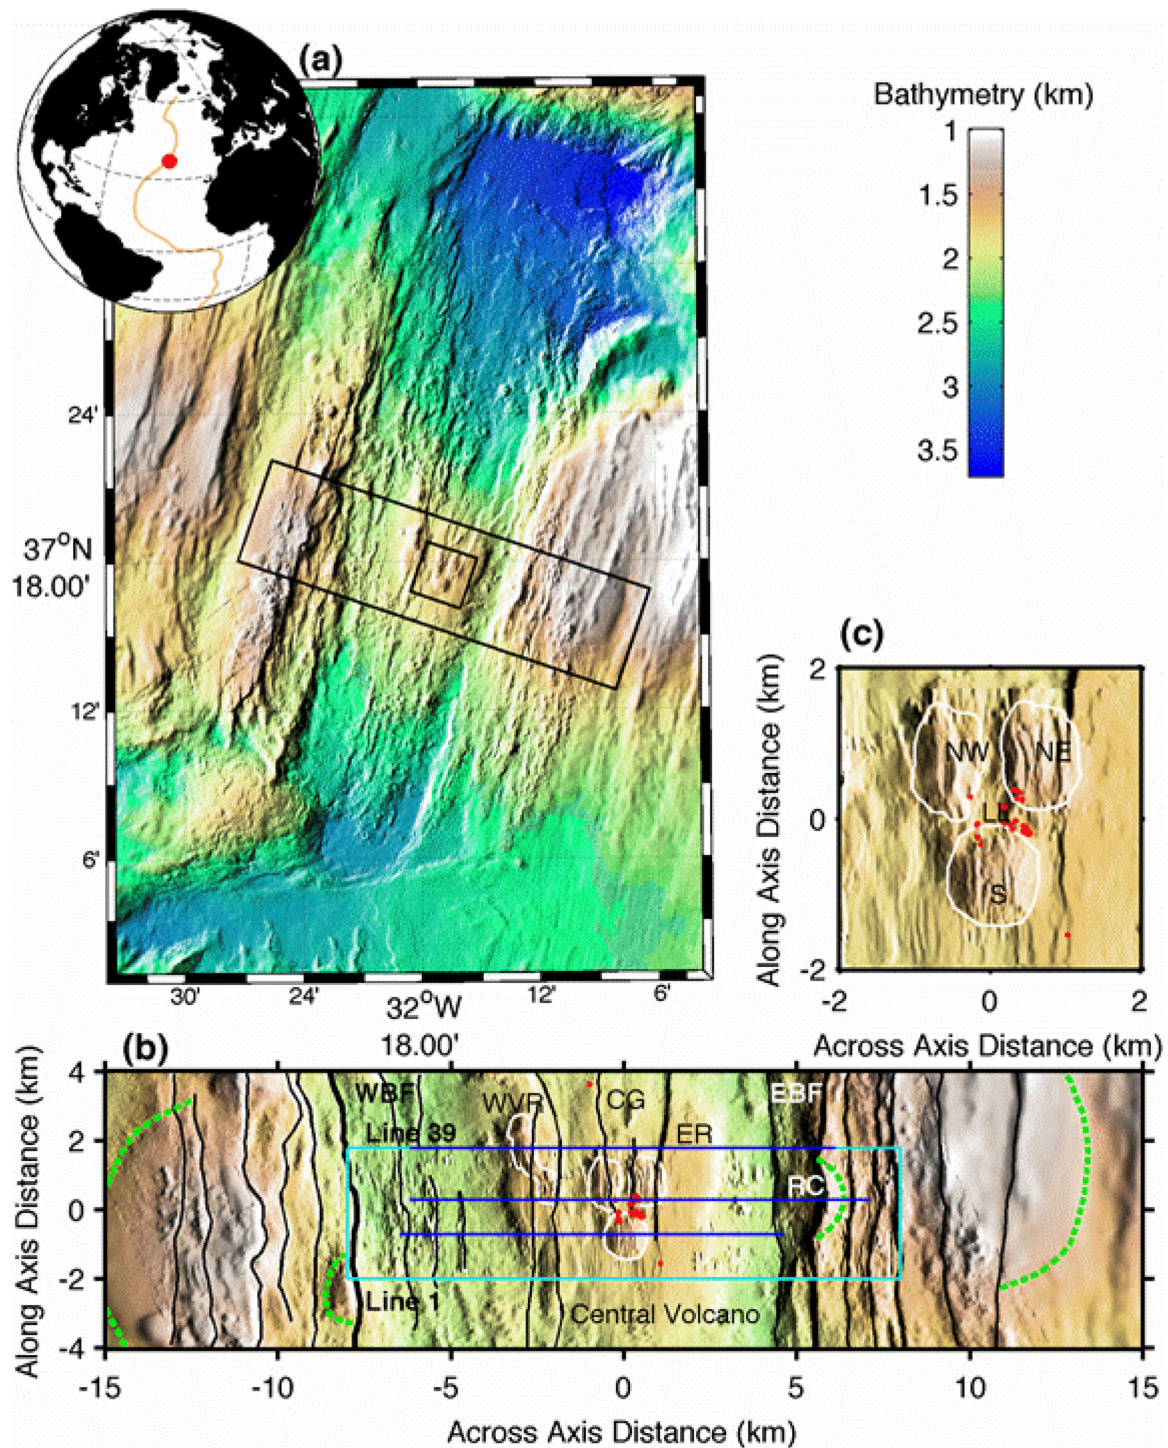 (a)
Bathymetry (km)
1
1.5
2
2.5
3
3.5
24'
37°N
18.00'
12'
6'
30'
24'
32°W
18.00'
12'
6'
(c)
Along Axis Distance (km)
2
0
-2
NW
NE
LL
S
-2
0
2
Across Axis Distance (km)
(b)
Along Axis Distance (km)
4
2
0
-2
-4
WBF
WVR
CG
EBF
Line 39
ER
RC
Line 1
Central Volcano
-15
-10
-5
0
5
10
15
Across Axis Distance (km)